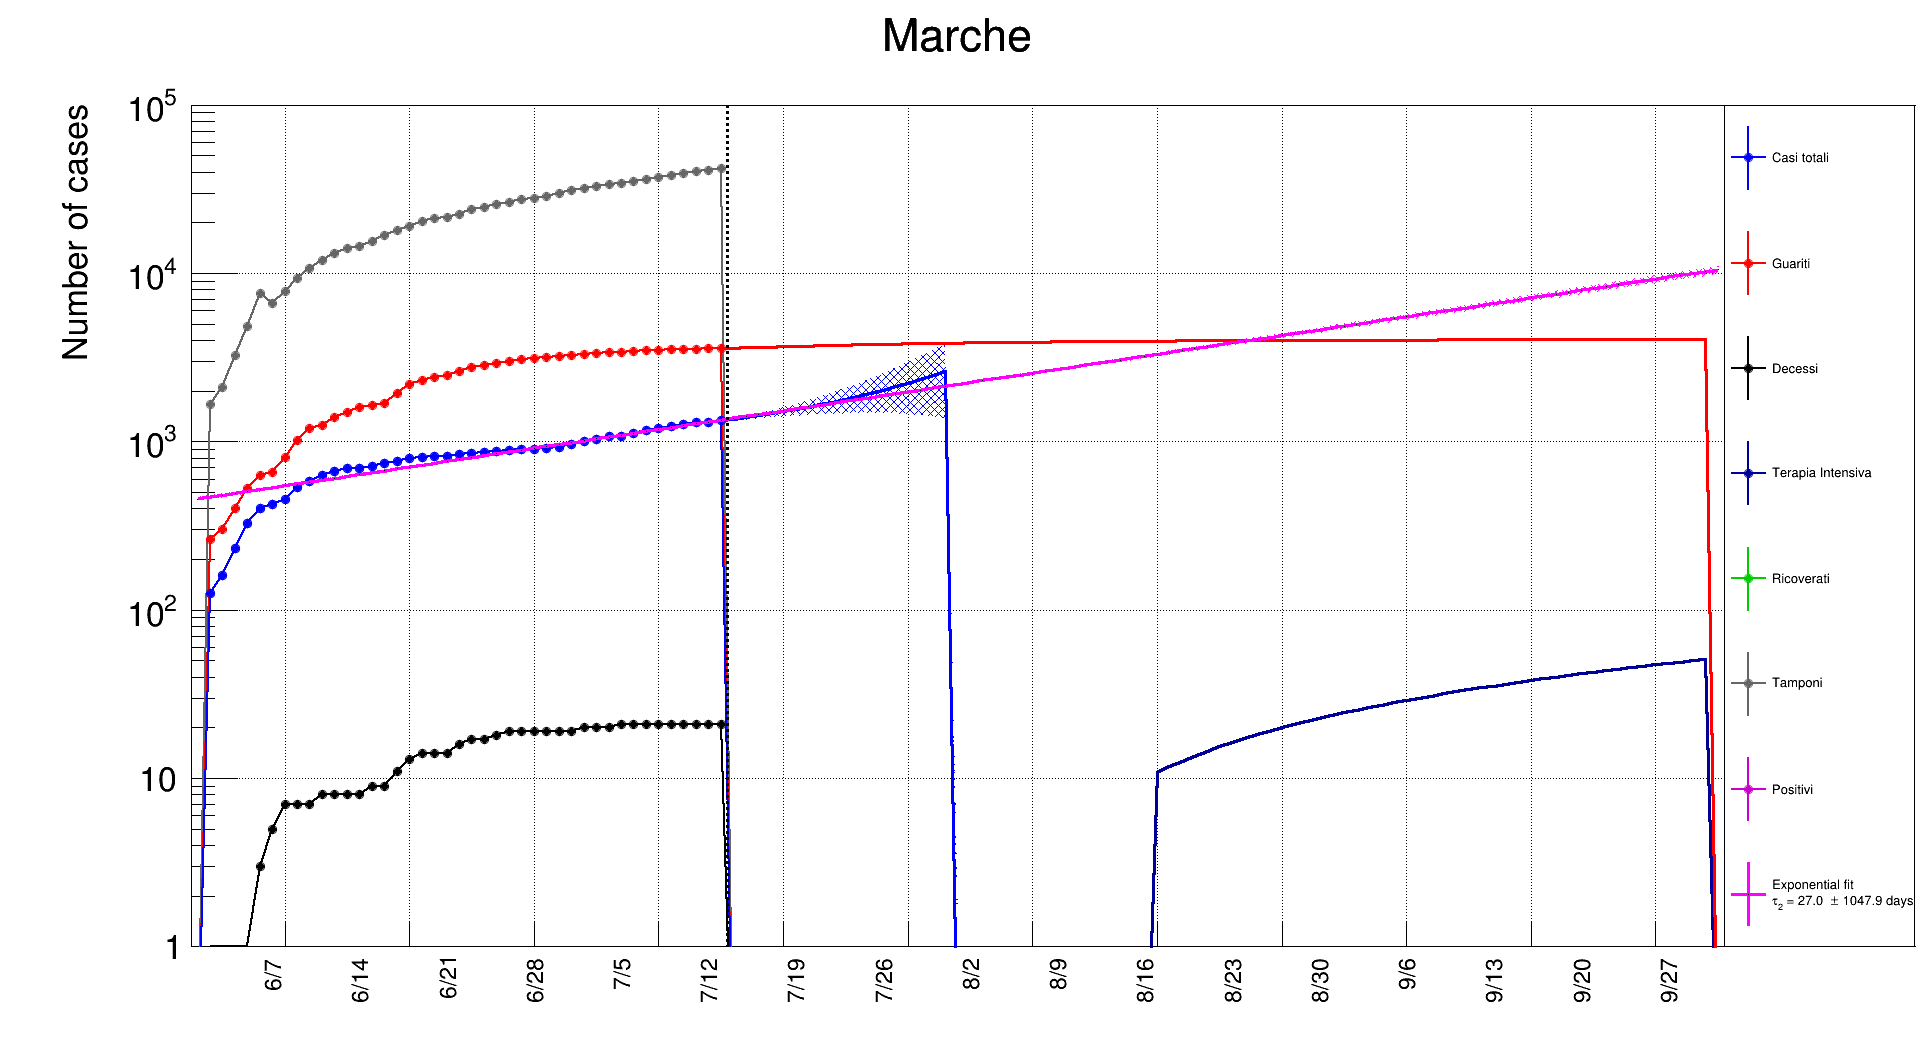 Marche
Number of cases
10^5
10^4
10^3
10^2
10
1
6/7
6/14
6/21
6/28
7/5
7/12
7/19
7/26
8/2
8/9
8/16
8/23
8/30
9/6
9/13
9/20
9/27
Casi totali
Guariti
Decessi
Terapia Intensiva
Ricoverati
Tamponi
Positivi
Exponential fit
τ₂ = 27.0 ± 1047.9 days